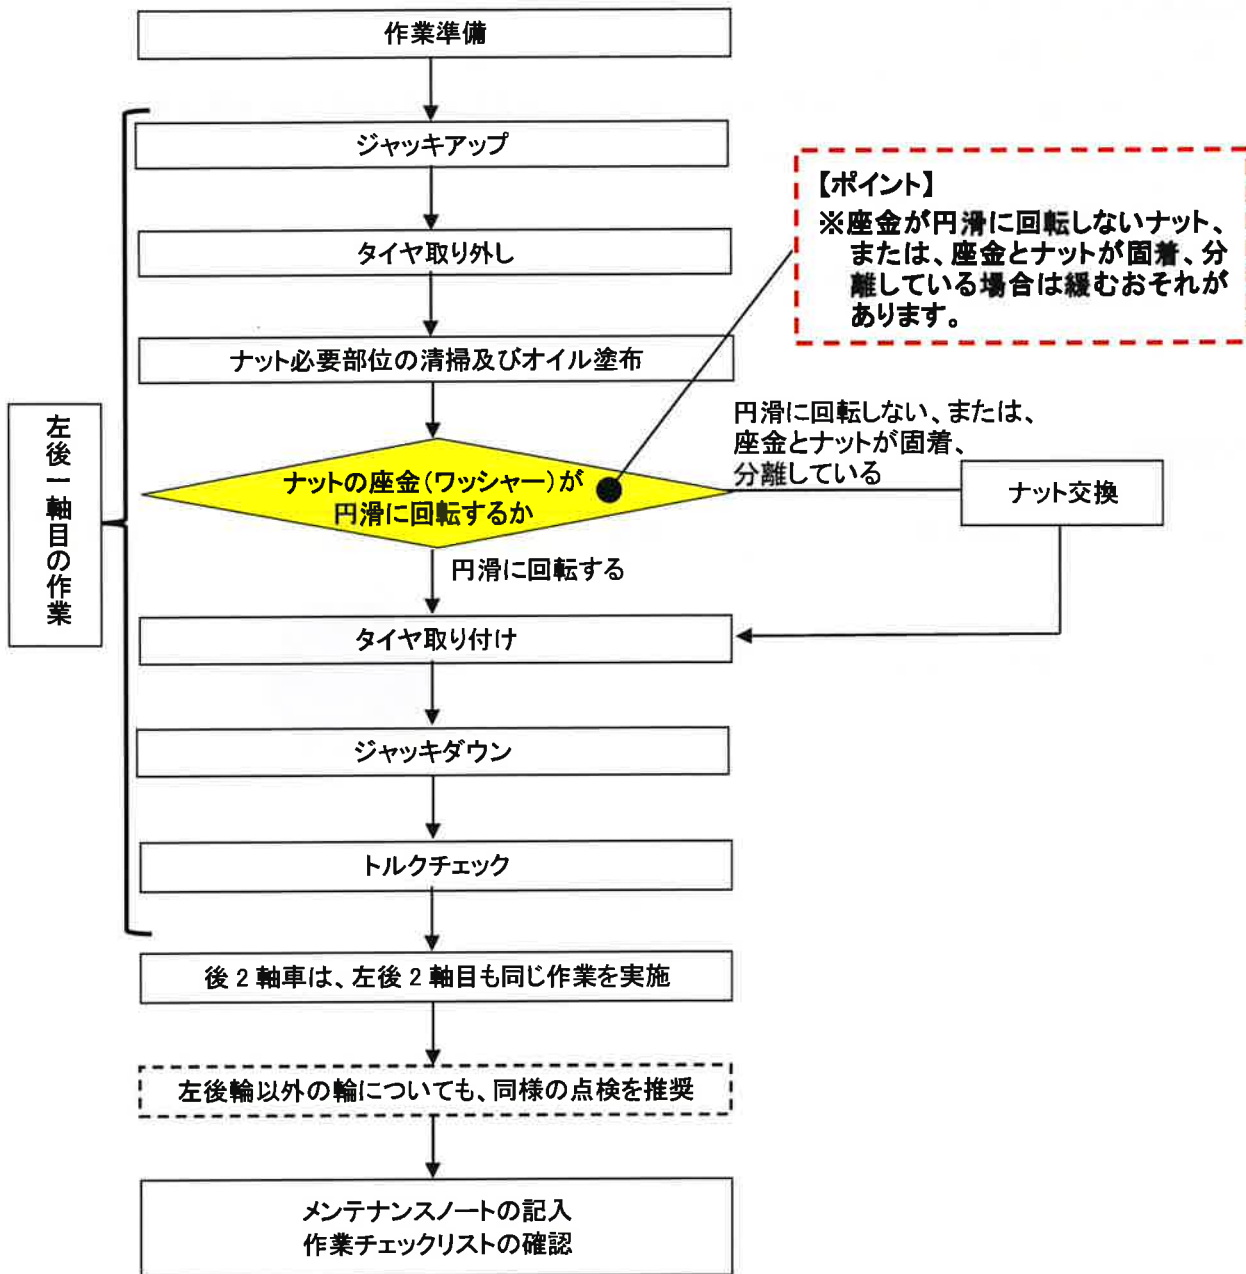 作業準備
ジャッキアップ
タイヤ取り外し
ナット必要部位の清掃及びオイル塗布
【ポイント】
※座金が円滑に回転しないナット、
または、座金とナットが固着、分
離している場合は緩むおそれが
あります。
左後一軸目の作業
ナットの座金(ワッシャー)が
円滑に回転するか
円滑に回転しない、または、
座金とナットが固着、
分離している
ナット交換
円滑に回転する
タイヤ取り付け
ジャッキダウン
トルクチェック
後2軸車は、左後2軸目も同じ作業を実施
左後輪以外の輪についても、同様の点検を推奨
メンテナンスノートの記入
作業チェックリストの確認